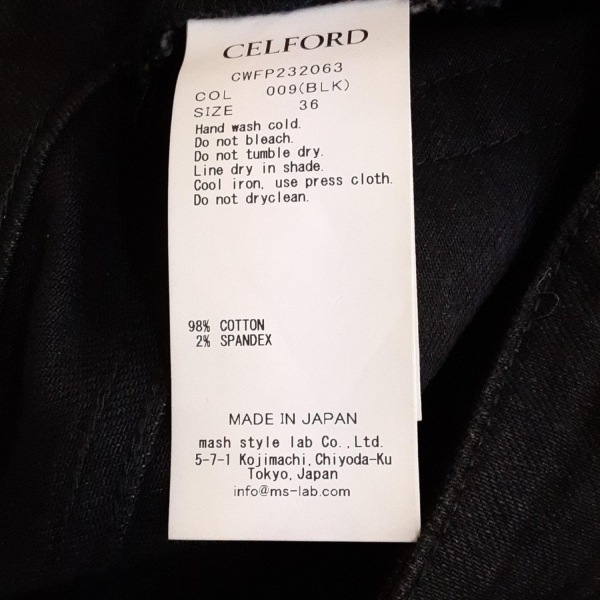 CELFORD
CWFP232063
COL 009(BLK)
SIZE 36
Hand wash cold.
Do not bleach.
Do not tumble dry.
Line dry in shade.
Cool iron, use press cloth.
Do not dryclean.
98% COTTON
2% SPANDEX
MADE IN JAPAN
mash style lab Co.,Ltd.
5-7-1 Kojimachi,Chiyoda-Ku
Tokyo,Japan
info@ms-lab.com